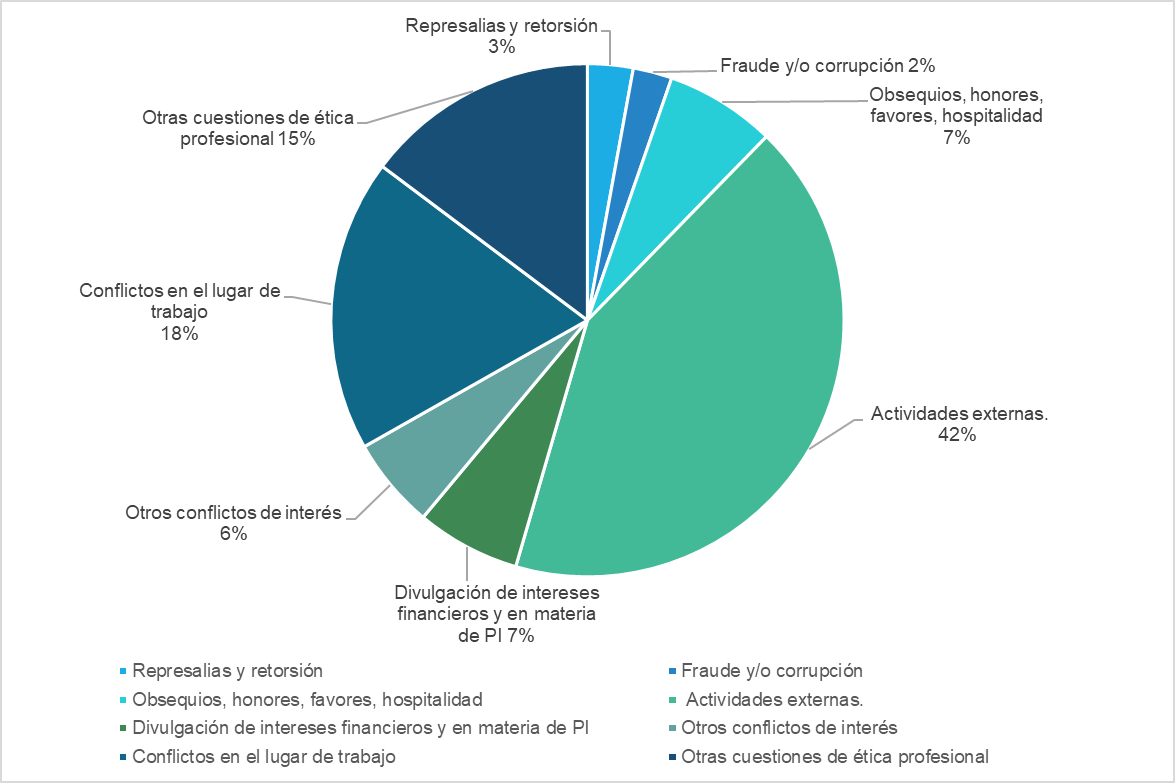 Represalias y retorsión
3%
Fraude y/o corrupción 2%
Obsequios, honores,
favores, hospitalidad
7%
Otras cuestiones de ética
profesional 15%
Conflictos en el lugar de
trabajo
18%
Actividades externas.
42%
Otros conflictos de interés
6%
Divulgación de intereses
financieros y en materia
de PI 7%
Represalias y retorsión
Fraude y/o corrupción
Obsequios, honores, favores, hospitalidad
Actividades externas.
Divulgación de intereses financieros y en materia de PI
Otros conflictos de interés
Conflictos en el lugar de trabajo
Otras cuestiones de ética profesional